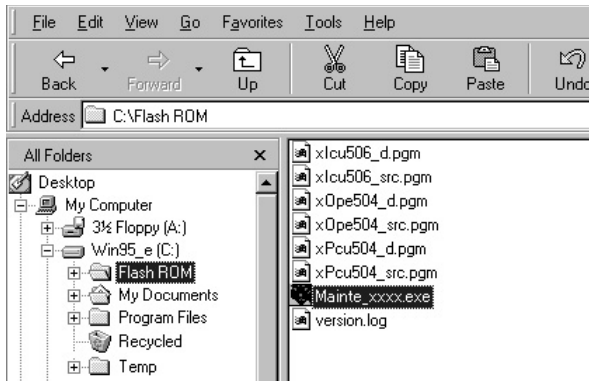 File Edit View Go Favorites Tools Help
Back Forward Up Cut Copy Paste Undo
Address C:\Flash ROM
All Folders x
Desktop
My Computer
3½ Floppy (A:)
Win95_e (C:)
Flash ROM
My Documents
Program Files
Recycled
Temp
xIcu506_d.pgm
xIcu506_src.pgm
xOpe504_d.pgm
xOpe504_src.pgm
xPcu504_d.pgm
xPcu504_src.pgm
Mainte_xxxx.exe
version.log